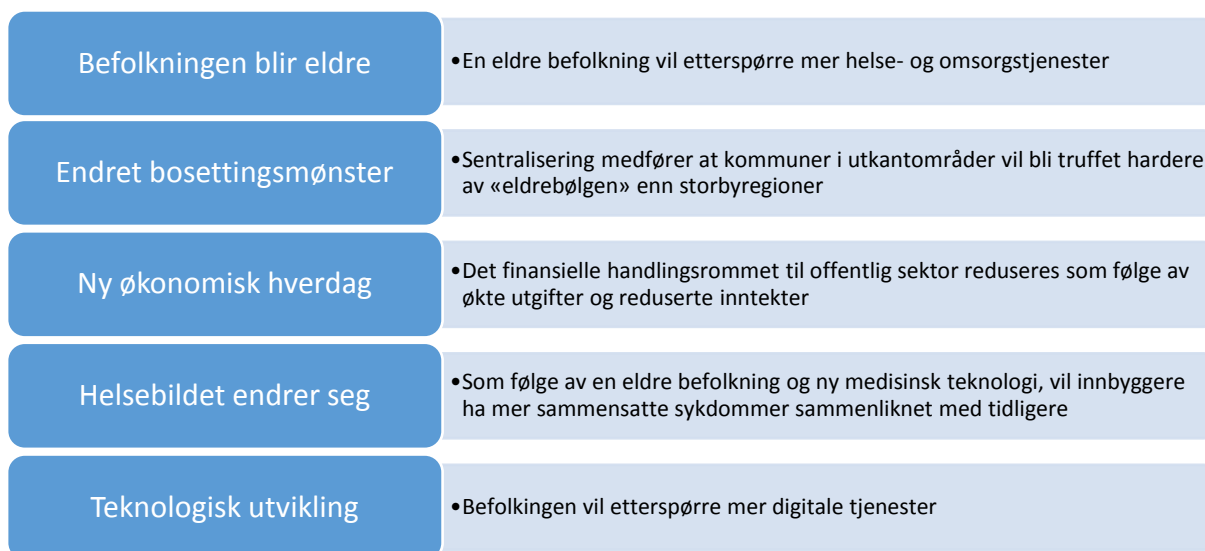 Befolkningen blir eldre
•En eldre befolkning vil etterspørre mer helse- og omsorgstjenester
Endret bosettingsmønster
•Sentralisering medfører at kommuner i utkantområder vil bli truffet hardere
av «eldrebølgen» enn storbyregioner
Ny økonomisk hverdag
•Det finansielle handlingsrommet til offentlig sektor reduseres som følge av
økte utgifter og reduserte inntekter
Helsebildet endrer seg
•Som følge av en eldre befolkning og ny medisinsk teknologi, vil innbyggere
ha mer sammensatte sykdommer sammenliknet med tidligere
Teknologisk utvikling
•Befolkingen vil etterspørre mer digitale tjenester